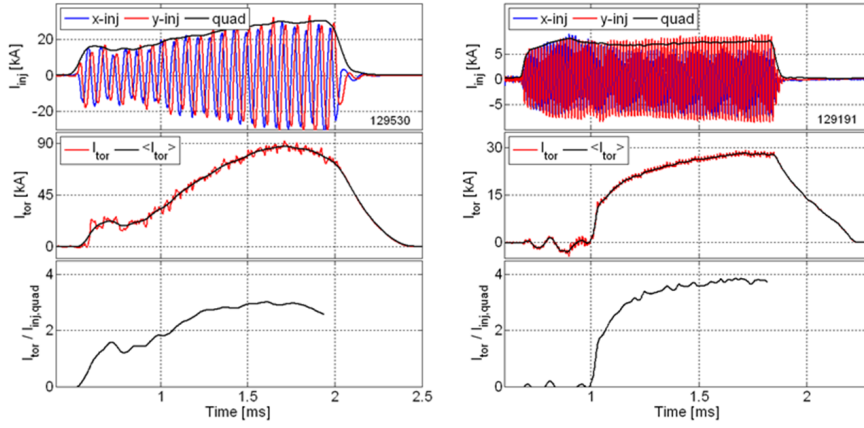 x-inj y-inj quad
20
0
-20
I_inj [kA]
129530
I_tor <I_tor>
90
45
0
I_tor [kA]
4
2
0
I_tor / I_inj,quad
1 1.5 2 2.5
Time [ms]
x-inj y-inj quad
5
0
-5
I_inj [kA]
129191
I_tor <I_tor>
30
15
0
I_tor [kA]
4
2
0
I_tor / I_inj,quad
1 1.5 2
Time [ms]